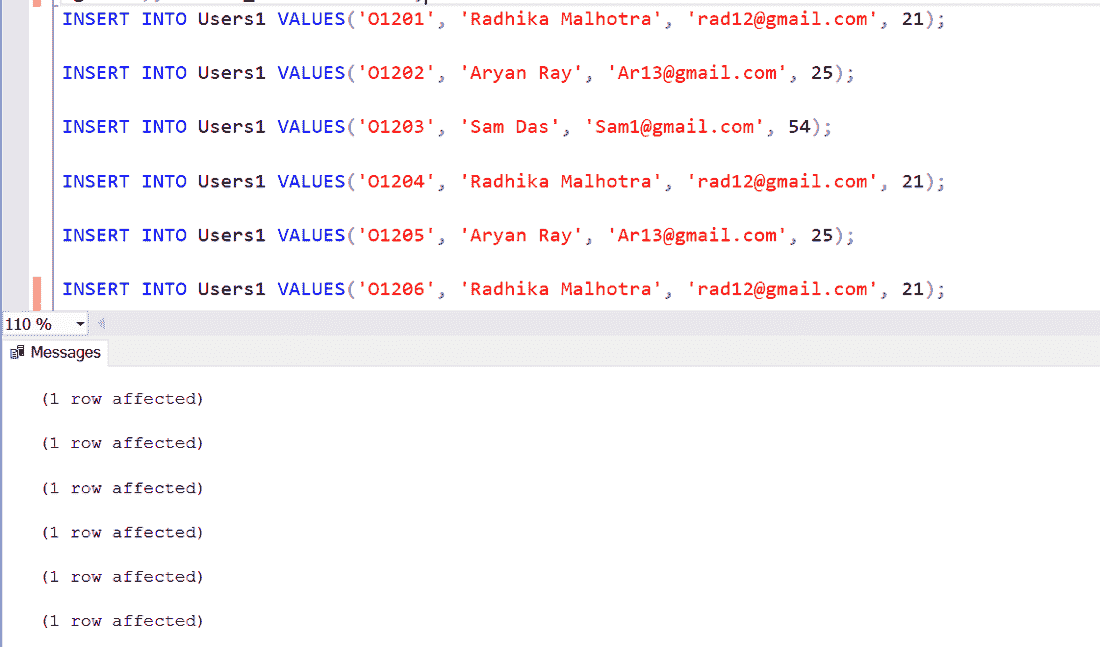 INSERT INTO Users1 VALUES('O1201', 'Radhika Malhotra', 'rad12@gmail.com', 21);
INSERT INTO Users1 VALUES('O1202', 'Aryan Ray', 'Ar13@gmail.com', 25);
INSERT INTO Users1 VALUES('O1203', 'Sam Das', 'Sam1@gmail.com', 54);
INSERT INTO Users1 VALUES('O1204', 'Radhika Malhotra', 'rad12@gmail.com', 21);
INSERT INTO Users1 VALUES('O1205', 'Aryan Ray', 'Ar13@gmail.com', 25);
INSERT INTO Users1 VALUES('O1206', 'Radhika Malhotra', 'rad12@gmail.com', 21);
110 %
Messages
(1 row affected)
(1 row affected)
(1 row affected)
(1 row affected)
(1 row affected)
(1 row affected)